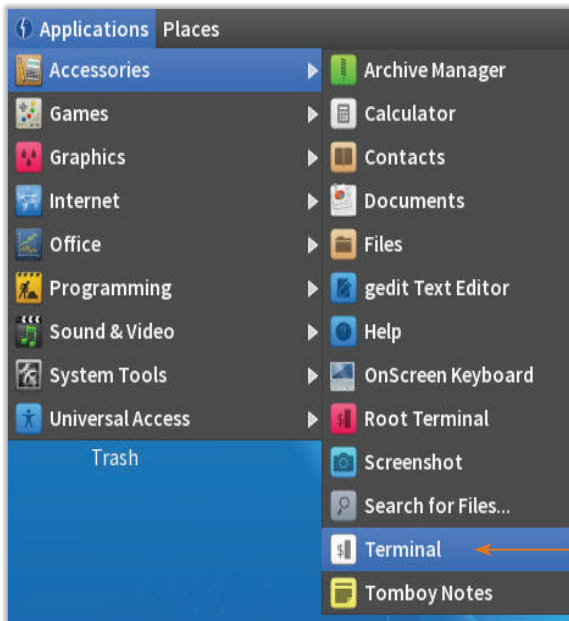 Applications Places
Accessories
Games
Graphics
Internet
Office
Programming
Sound & Video
System Tools
Universal Access
Trash
Archive Manager
Calculator
Contacts
Documents
Files
gedit Text Editor
Help
OnScreen Keyboard
Root Terminal
Screenshot
Search for Files...
Terminal
Tomboy Notes